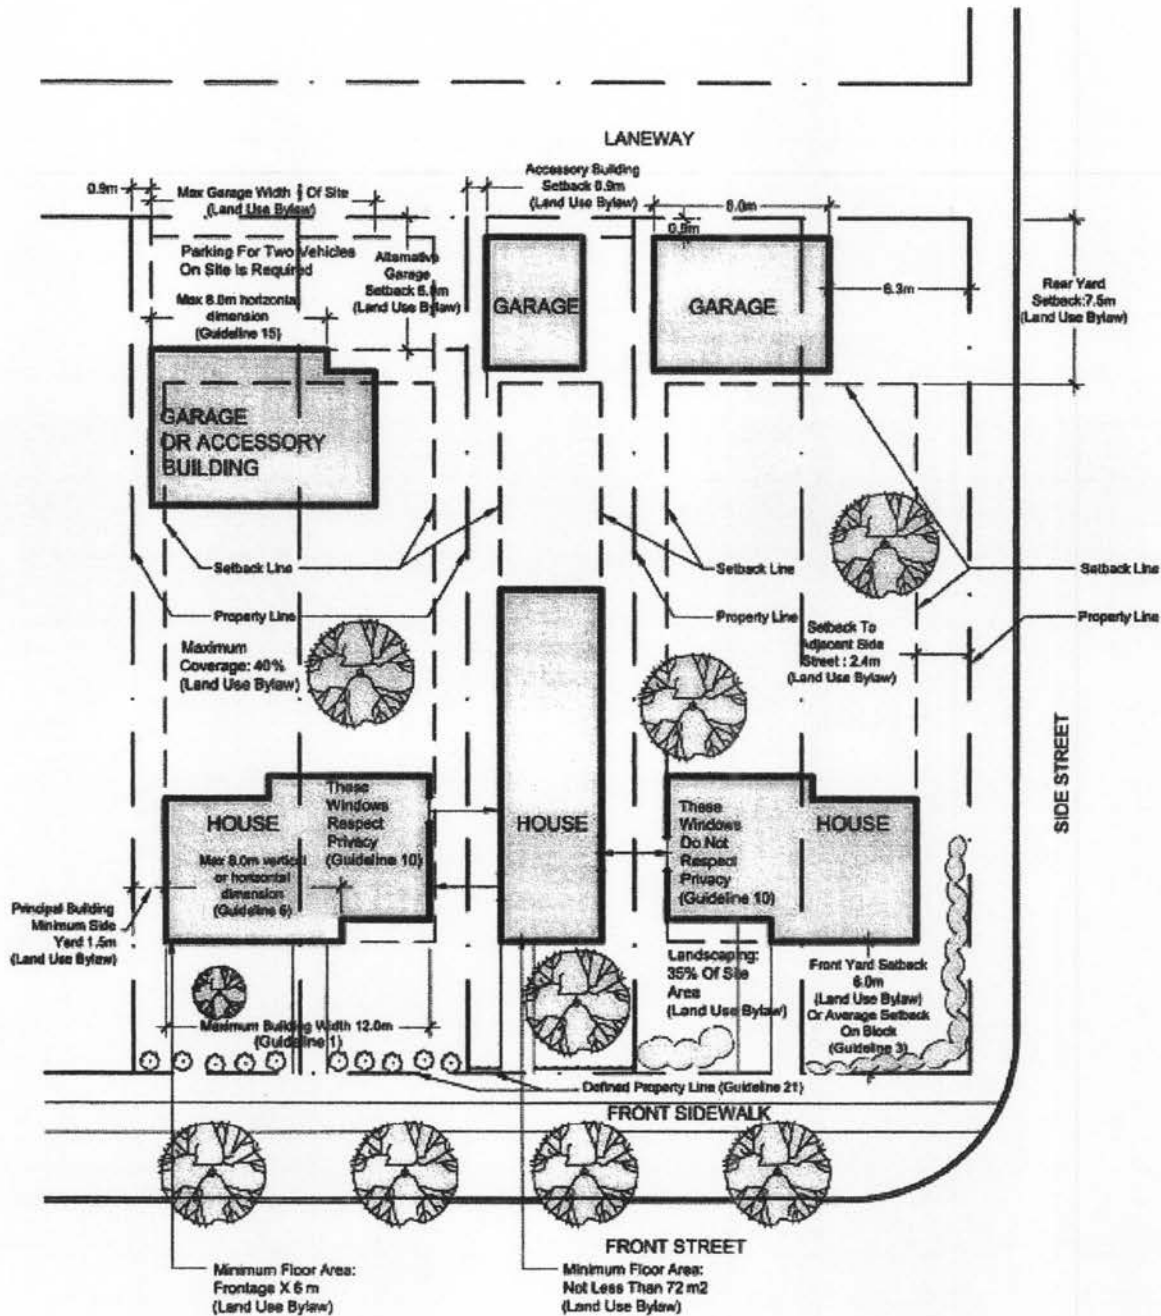 LANEWAY
Accessory Building
Setback 0.9m
(Land Use Bylaw)
0.9m
Max Garage Width ⅔ Of Site
(Land Use Bylaw)
8.0m
0.9m
Parking For Two Vehicles
On Site Is Required
Alternative
Garage
Setback 6.0m
(Land Use Bylaw)
Max 8.0m horizontal
dimension
(Guideline 15)
GARAGE
GARAGE
6.3m
Rear Yard
Setback:7.5m
(Land Use Bylaw)
GARAGE
OR ACCESSORY
BUILDING
Setback Line
Setback Line
Setback Line
Property Line
Property Line
Property Line
Maximum
Coverage: 40%
(Land Use Bylaw)
Setback To
Adjacent Side
Street : 2.4m
(Land Use Bylaw)
SIDE STREET
HOUSE
These
Windows
Respect
Privacy
(Guideline 10)
Max 8.0m vertical
or horizontal
dimension
(Guideline 6)
HOUSE
These
Windows
Do Not
Respect
Privacy
(Guideline 10)
HOUSE
Principal Building
Minimum Side
Yard 1.5m
(Land Use Bylaw)
Landscaping:
35% Of Site
Area
(Land Use Bylaw)
Front Yard Setback
6.0m
(Land Use Bylaw)
Or Average Setback
On Block
(Guideline 3)
Maximum Building Width 12.0m
(Guideline 1)
Defined Property Line (Guideline 21)
FRONT SIDEWALK
FRONT STREET
Minimum Floor Area:
Frontage X 6 m
(Land Use Bylaw)
Minimum Floor Area:
Not Less Than 72 m2
(Land Use Bylaw)